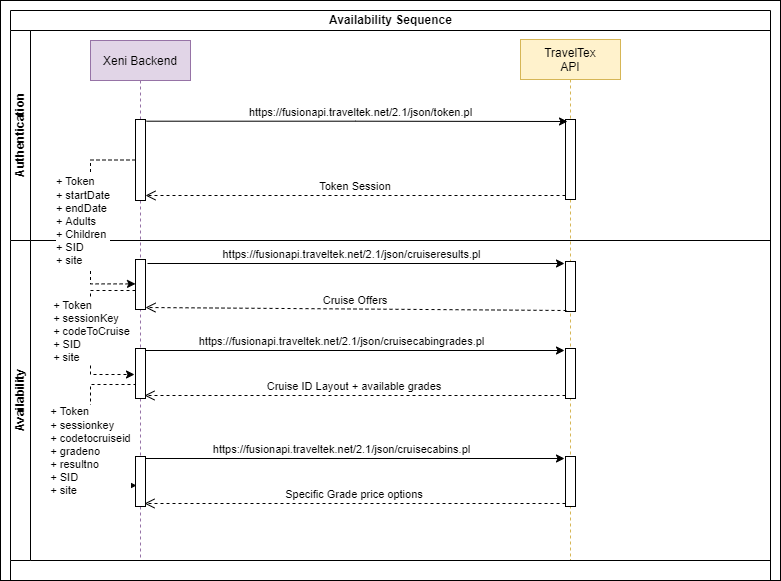 Availability Sequence
Authentication
Xeni Backend
TravelTex
API
https://fusionapi.traveltek.net/2.1/json/token.pl
Token Session
+ Token
+ startDate
+ endDate
+ Adults
+ Children
+ SID
+ site
Availability
https://fusionapi.traveltek.net/2.1/json/cruiseresults.pl
Cruise Offers
+ Token
+ sessionKey
+ codeToCruise
+ SID
+ site
https://fusionapi.traveltek.net/2.1/json/cruisecabingrades.pl
Cruise ID Layout + available grades
+ Token
+ sessionkey
+ codetocruiseid
+ gradeno
+ resultno
+ SID
+ site
https://fusionapi.traveltek.net/2.1/json/cruisecabins.pl
Specific Grade price options